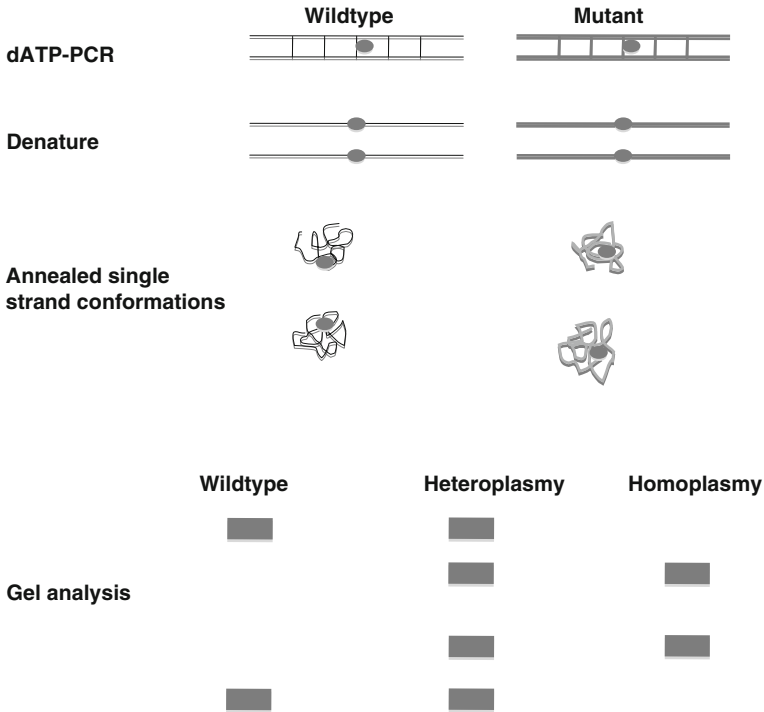 Wildtype Mutant
dATP-PCR
Denature
Annealed single
strand conformations
Wildtype Heteroplasmy Homoplasmy
Gel analysis